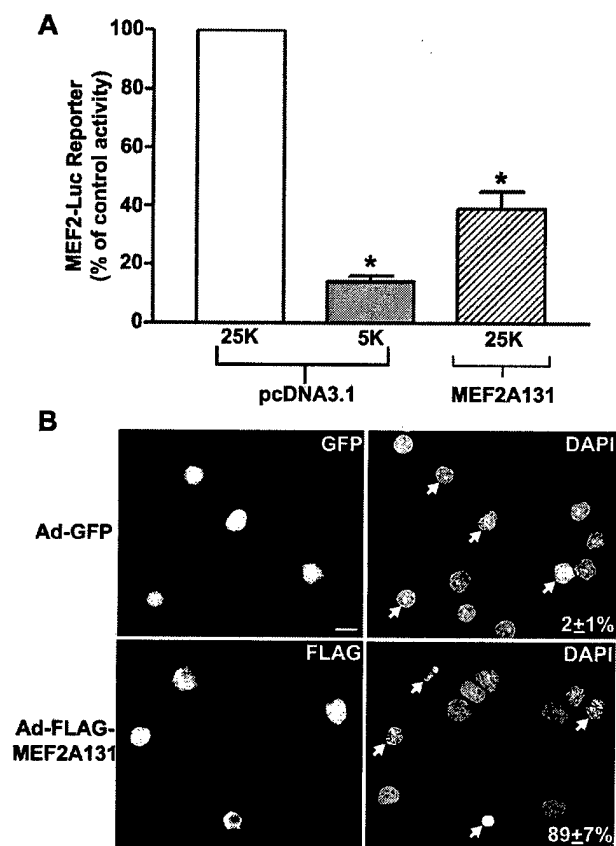 A
MEF2-Luc Reporter
(% of control activity)
100
80
60
40
20
0
*
*
25K
5K
25K
pcDNA3.1
MEF2A131
B
GFP
DAPI
Ad-GFP
2±1%
FLAG
DAPI
Ad-FLAG-
MEF2A131
89±7%